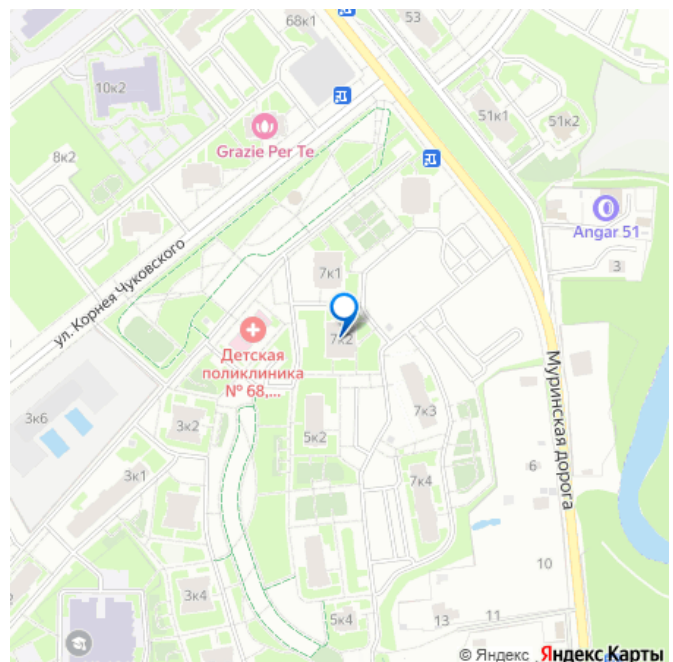 68к1
53
10к2
51к1
51к2
Grazie Per Te
8к2
Angar 51
ул. Корнея Чуковского
7к1
3
7к2
Детская
поликлиника
№ 68,...
Муринская дорога
3к6
3к2
5к2
7к3
6
3к1
7к4
10
3к4
5к4
13
11
© Яндекс Яндекс Карты